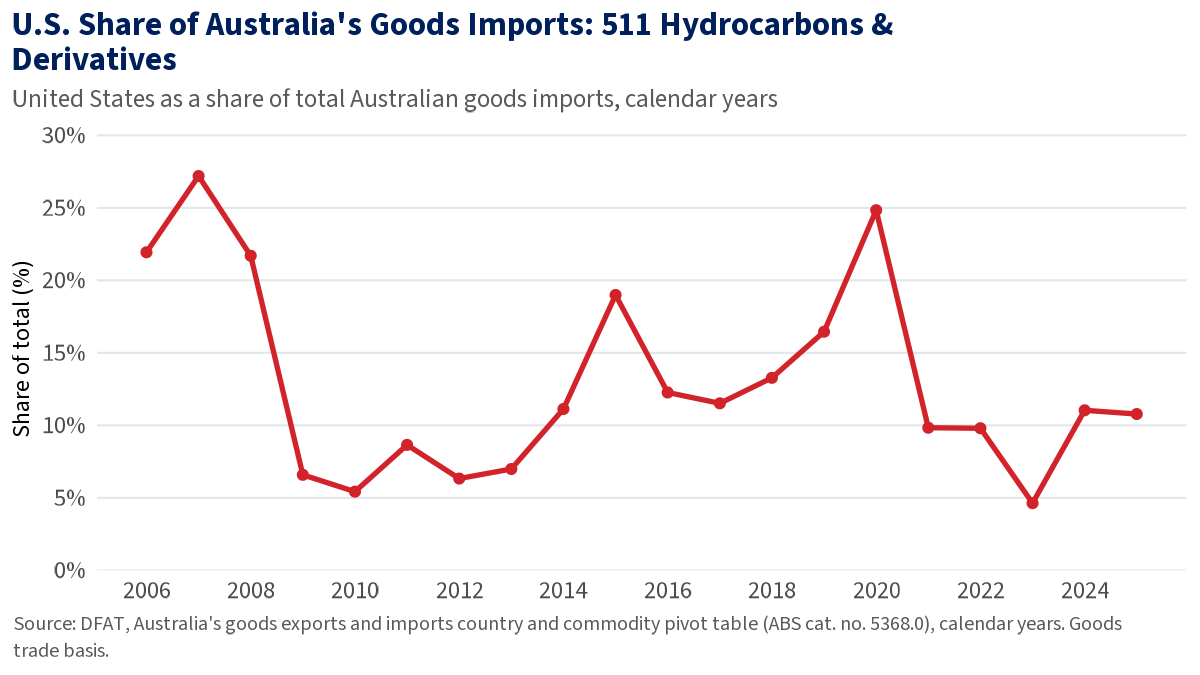 U.S. Share of Australia's Goods Imports: 511 Hydrocarbons &
Derivatives
United States as a share of total Australian goods imports, calendar years
Share of total (%)
30%
25%
20%
15%
10%
5%
0%
2006 2008 2010 2012 2014 2016 2018 2020 2022 2024
Source: DFAT, Australia's goods exports and imports country and commodity pivot table (ABS cat. no. 5368.0), calendar years. Goods
trade basis.